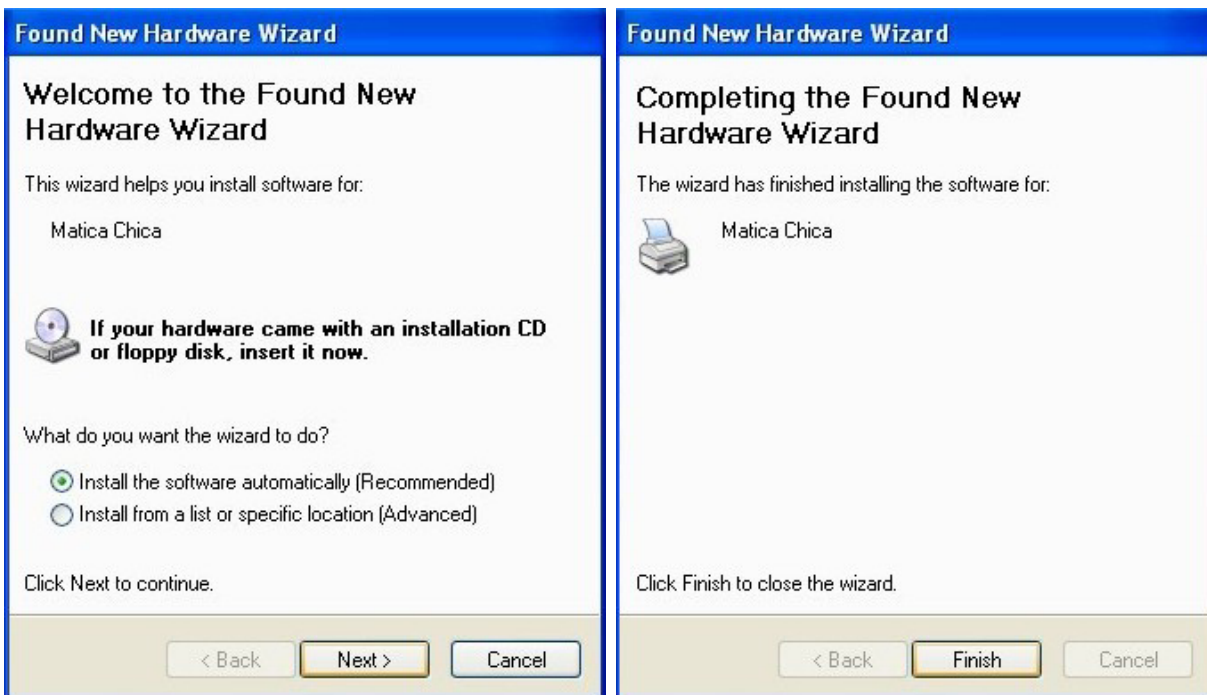 Found New Hardware Wizard
Welcome to the Found New
Hardware Wizard
This wizard helps you install software for:
Matica Chica
If your hardware came with an installation CD
or floppy disk, insert it now.
What do you want the wizard to do?
Install the software automatically (Recommended)
Install from a list or specific location (Advanced)
Click Next to continue.
< Back
Next >
Cancel
Found New Hardware Wizard
Completing the Found New
Hardware Wizard
The wizard has finished installing the software for:
Matica Chica
Click Finish to close the wizard.
< Back
Finish
Cancel